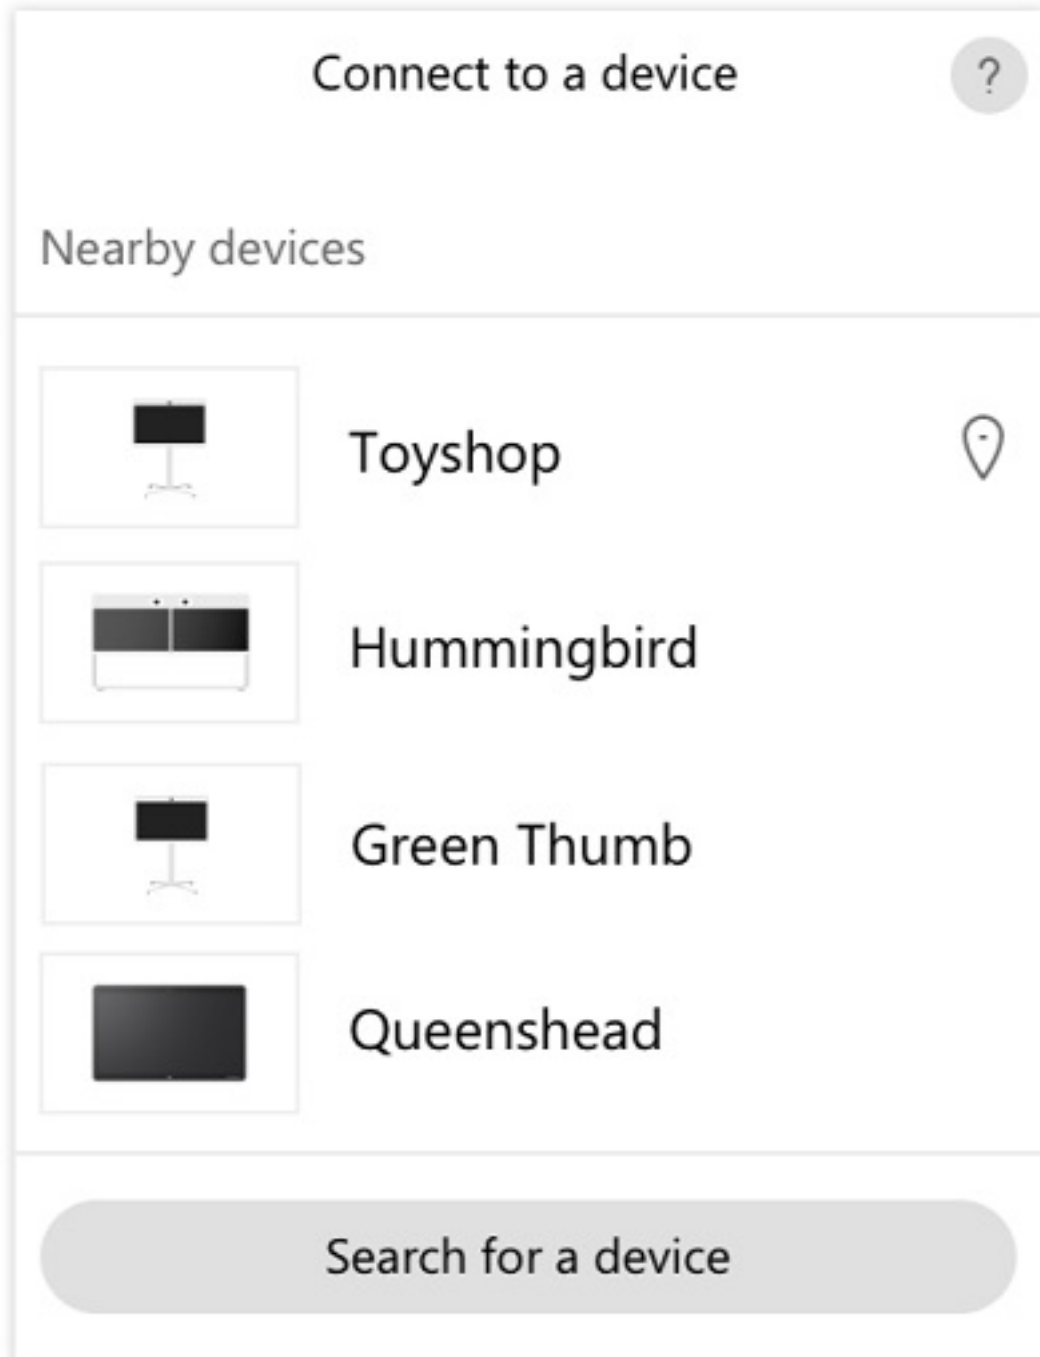 Connect to a device
?
Nearby devices
Toyshop
Hummingbird
Green Thumb
Queenshead
Search for a device